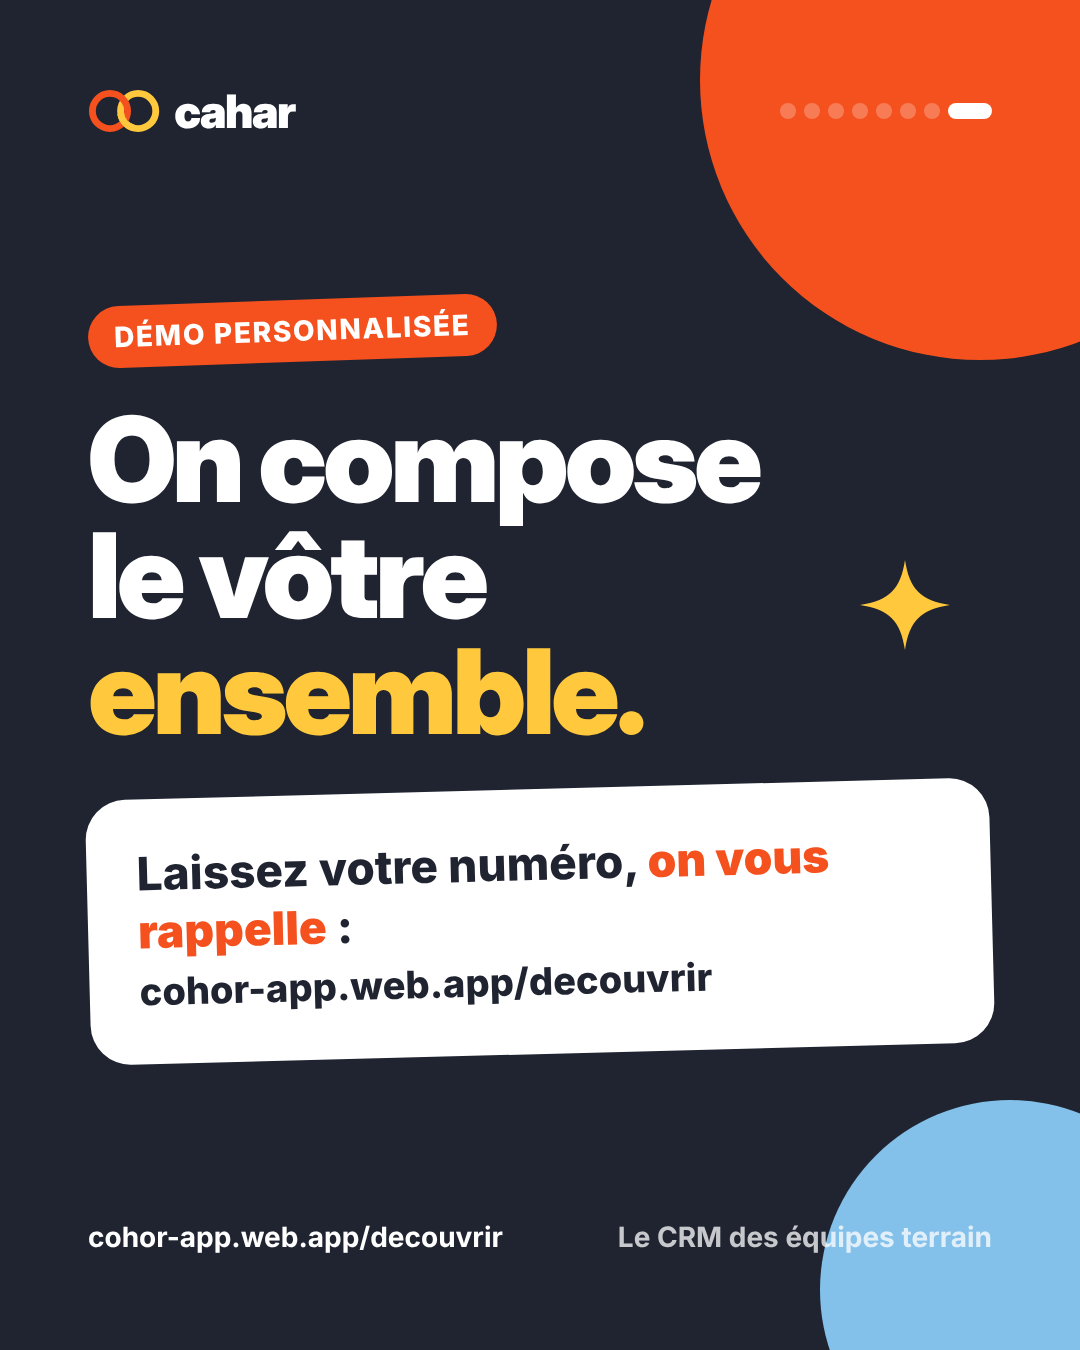 cahar
DÉMO PERSONNALISÉE
On compose
le vôtre
ensemble.
Laissez votre numéro, on vous
rappelle :
cohor-app.web.app/decouvrir
cohor-app.web.app/decouvrir
Le CRM des équipes terrain